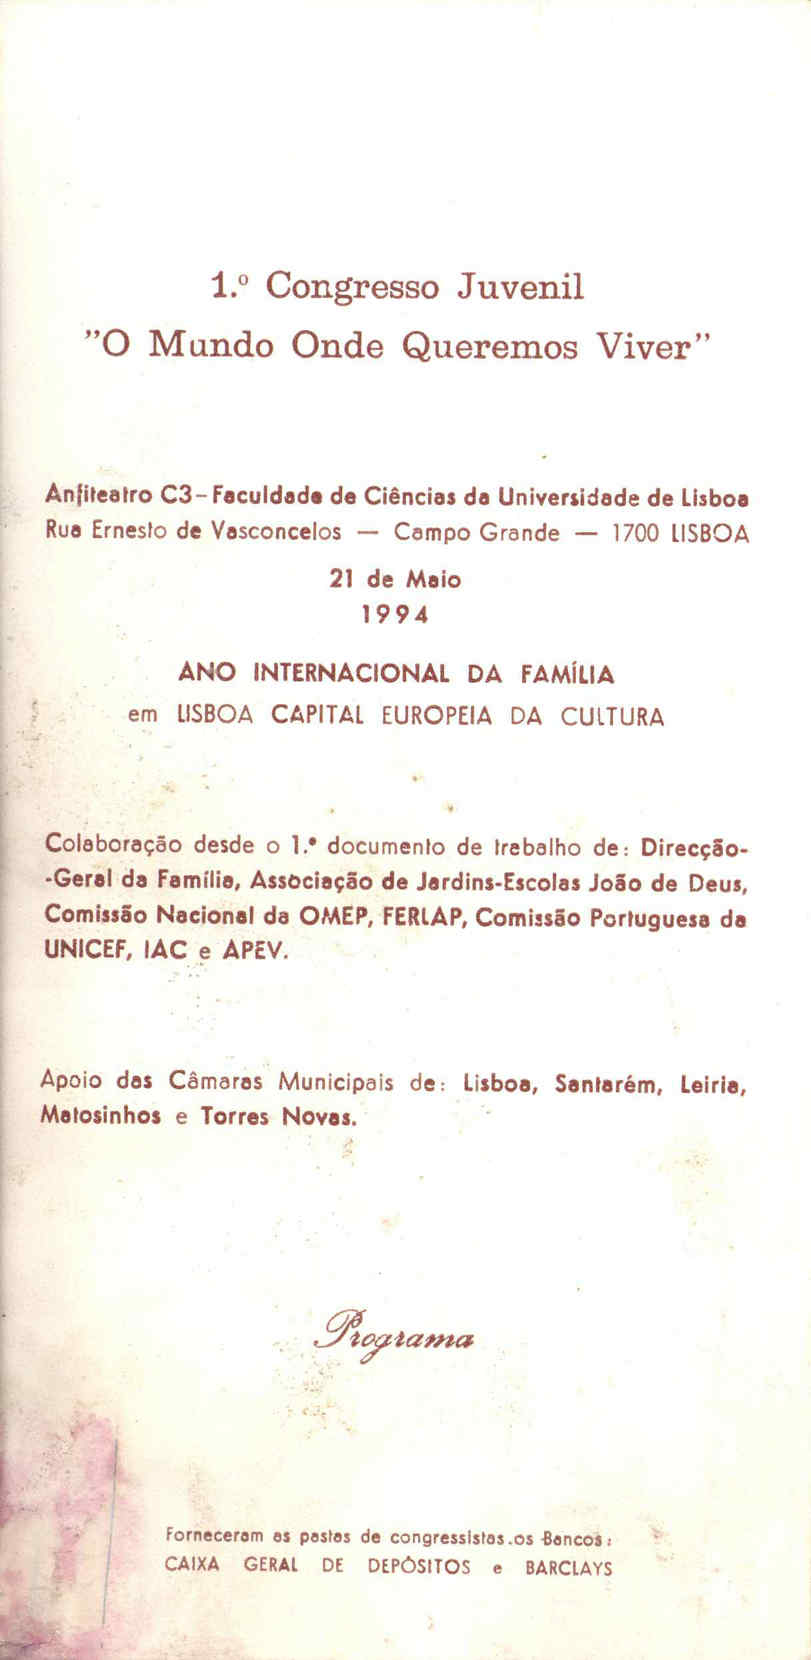 1.º Congresso Juvenil
"O Mundo Onde Queremos Viver"
Anfiteatro C3 - Faculdade de Ciências da Universidade de Lisboa
Rua Ernesto de Vasconcelos — Campo Grande — 1700 LISBOA
21 de Maio
1994
ANO INTERNACIONAL DA FAMÍLIA
em LISBOA CAPITAL EUROPEIA DA CULTURA
Colaboração desde o 1.º documento de trabalho de: Direcção-
-Geral da Família, Associação de Jardins-Escolas João de Deus,
Comissão Nacional da OMEP, FERLAP, Comissão Portuguesa da
UNICEF, IAC e APEV.
Apoio das Câmaras Municipais de: Lisboa, Santarém, Leiria,
Matosinhos e Torres Novas.
Programa
Forneceram as pastas de congressistas os Bancos:
CAIXA GERAL DE DEPÓSITOS e BARCLAYS